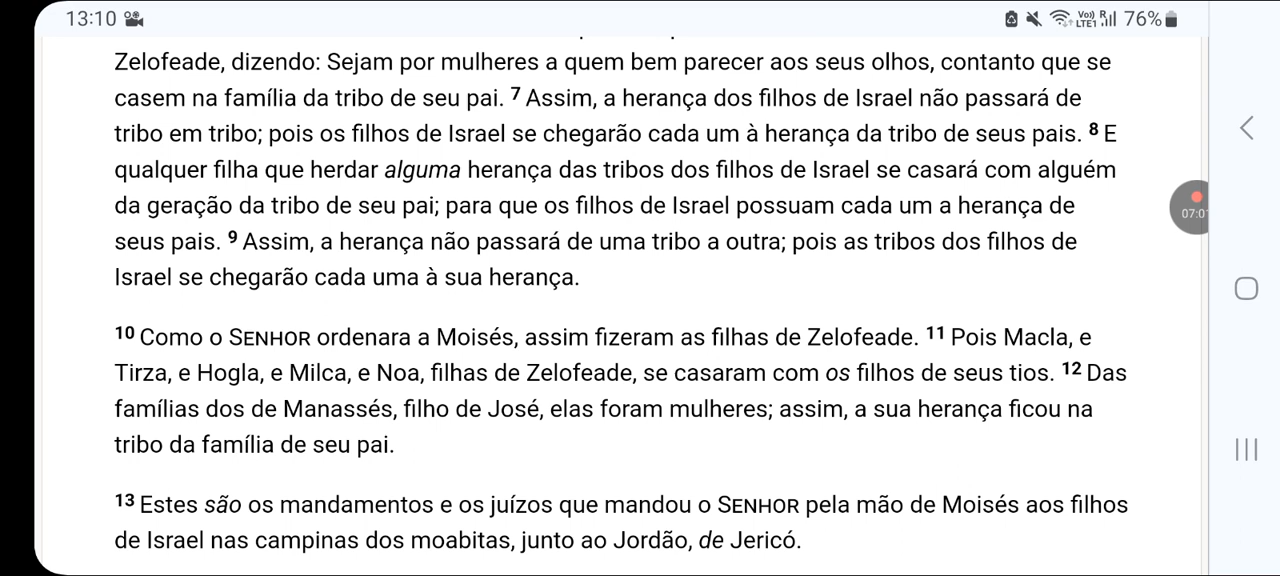 13:10
Vo)) R
LTE1 76%
Zelofeade, dizendo: Sejam por mulheres a quem bem parecer aos seus olhos, contanto que se
casem na família da tribo de seu pai. 7 Assim, a herança dos filhos de Israel não passará de
tribo em tribo; pois os filhos de Israel se chegarão cada um à herança da tribo de seus pais. 8 E
qualquer filha que herdar alguma herança das tribos dos filhos de Israel se casará com alguém
da geração da tribo de seu pai; para que os filhos de Israel possuam cada um a herança de
07:01
seus pais. 9 Assim, a herança não passará de uma tribo a outra; pois as tribos dos filhos de
Israel se chegarão cada uma à sua herança.
10 Como o SENHOR ordenara a Moisés, assim fizeram as filhas de Zelofeade. 11 Pois Macla, e
Tirza, e Hogla, e Milca, e Noa, filhas de Zelofeade, se casaram com os filhos de seus tios. 12 Das
famílias dos de Manassés, filho de José, elas foram mulheres; assim, a sua herança ficou na
tribo da família de seu pai.
13 Estes são os mandamentos e os juízos que mandou o SENHOR pela mão de Moisés aos filhos
de Israel nas campinas dos moabitas, junto ao Jordão, de Jericó.